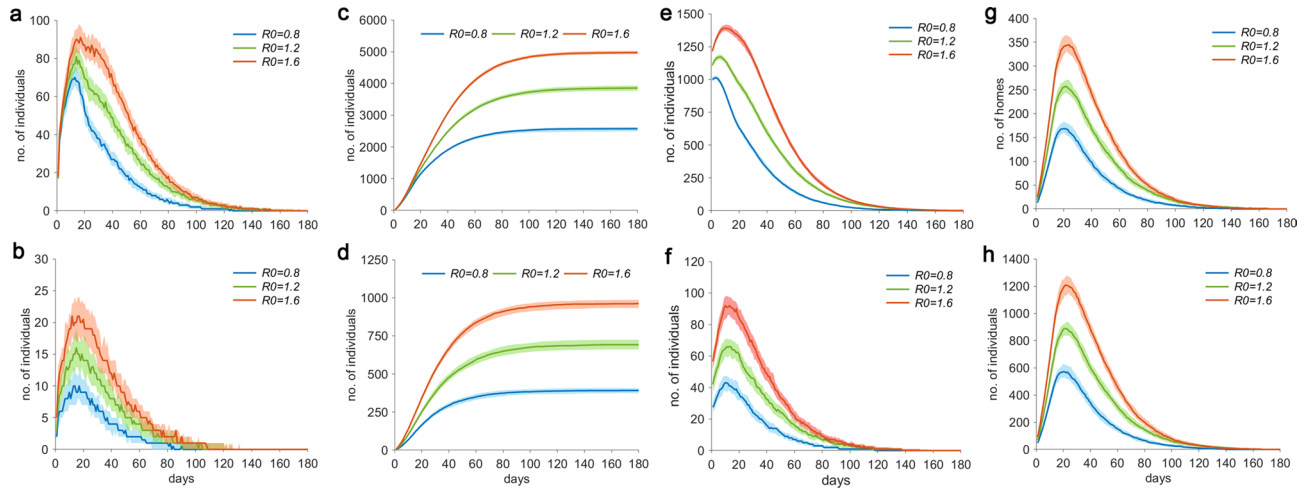 a
no. of individuals
100
80
60
40
20
0
R0=0.8
R0=1.2
R0=1.6
0 20 40 60 80 100 120 140 160 180
c
no. of individuals
6000
5000
4000
3000
2000
1000
0
R0=0.8 R0=1.2 R0=1.6
0 20 40 60 80 100 120 140 160 180
e
no. of individuals
1500
1250
1000
750
500
250
0
R0=0.8
R0=1.2
R0=1.6
0 20 40 60 80 100 120 140 160 180
g
no. of homes
400
350
300
250
200
150
100
50
0
R0=0.8
R0=1.2
R0=1.6
0 20 40 60 80 100 120 140 160 180
b
no. of individuals
30
25
20
15
10
5
0
R0=0.8
R0=1.2
R0=1.6
0 20 40 60 80 100 120 140 160 180
days
d
no. of individuals
1250
1000
750
500
250
0
R0=0.8 R0=1.2 R0=1.6
0 20 40 60 80 100 120 140 160 180
days
f
no. of individuals
120
100
80
60
40
20
0
R0=0.8
R0=1.2
R0=1.6
0 20 40 60 80 100 120 140 160 180
days
h
no. of individuals
1400
1200
1000
800
600
400
200
0
R0=0.8
R0=1.2
R0=1.6
0 20 40 60 80 100 120 140 160 180
days